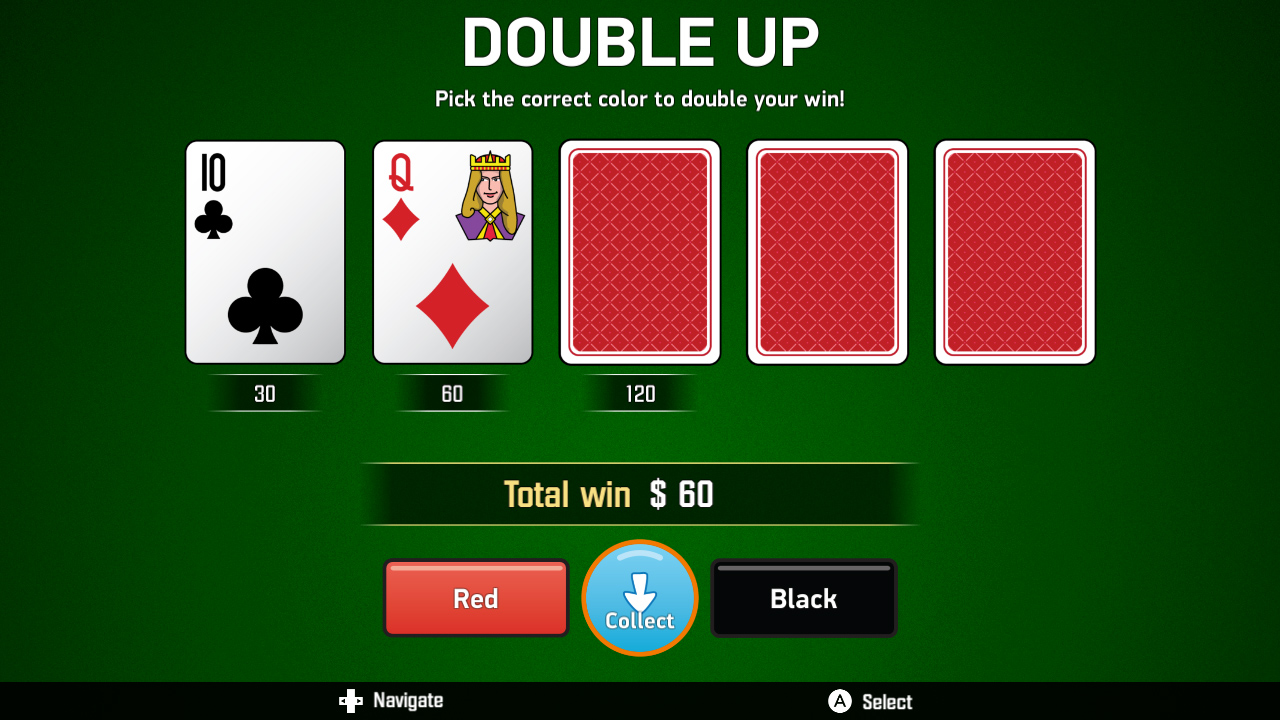 DOUBLE UP
Pick the correct color to double your win!
10
Q
30
60
120
Total win $ 60
Red
Collect
Black
Navigate
A Select